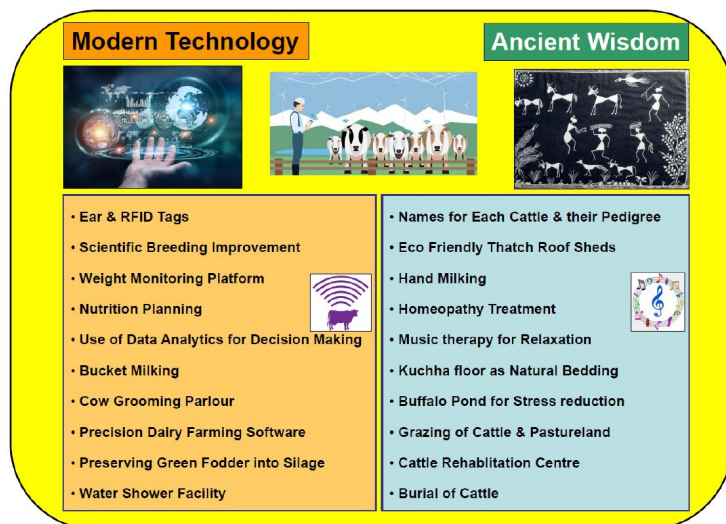 Modern Technology
Ancient Wisdom
• Ear & RFID Tags
• Scientific Breeding Improvement
• Weight Monitoring Platform
• Nutrition Planning
• Use of Data Analytics for Decision Making
• Bucket Milking
• Cow Grooming Parlour
• Precision Dairy Farming Software
• Preserving Green Fodder into Silage
• Water Shower Facility
• Names for Each Cattle & their Pedigree
• Eco Friendly Thatch Roof Sheds
• Hand Milking
• Homeopathy Treatment
• Music therapy for Relaxation
• Kuchha floor as Natural Bedding
• Buffalo Pond for Stress reduction
• Grazing of Cattle & Pastureland
• Cattle Rehablitation Centre
• Burial of Cattle